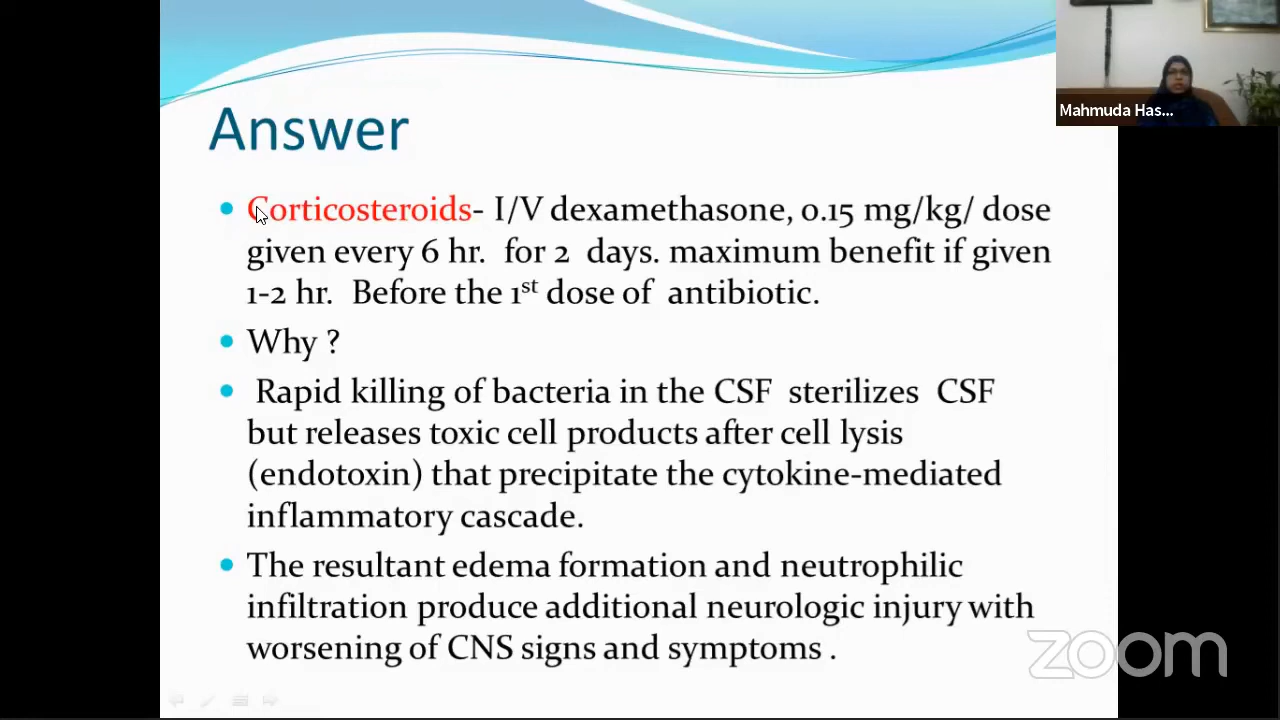 Mahmuda Has...
Answer
• Corticosteroids- I/V dexamethasone, 0.15 mg/kg/ dose
given every 6 hr. for 2 days. maximum benefit if given
1-2 hr. Before the 1st dose of antibiotic.
• Why ?
• Rapid killing of bacteria in the CSF sterilizes CSF
but releases toxic cell products after cell lysis
(endotoxin) that precipitate the cytokine-mediated
inflammatory cascade.
• The resultant edema formation and neutrophilic
infiltration produce additional neurologic injury with
worsening of CNS signs and symptoms .
zoom